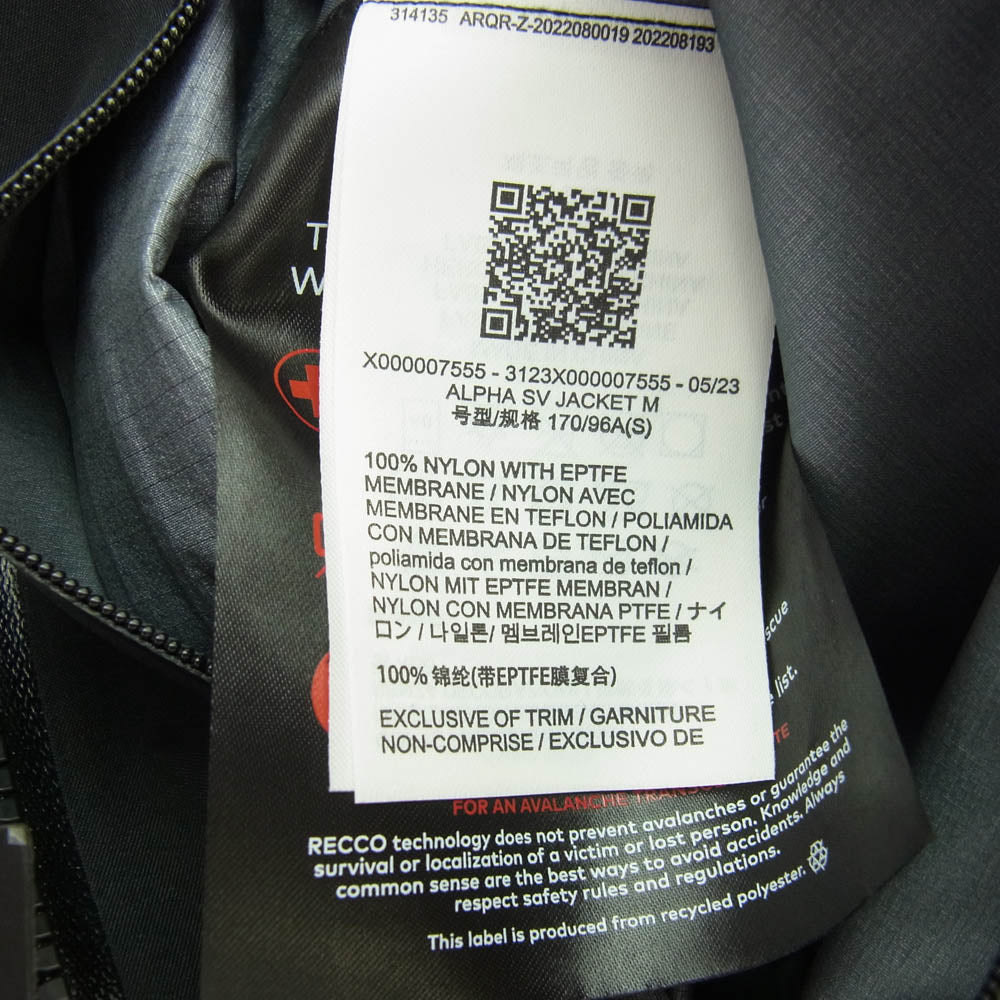 314135 ARQR-Z-2022080019 202208193
X000007555 - 3123X000007555 - 05/23
ALPHA SV JACKET M
号型/规格 170/96A(S)
100% NYLON WITH EPTFE
MEMBRANE / NYLON AVEC
MEMBRANE EN TEFLON / POLIAMIDA
CON MEMBRANA DE TEFLON /
poliamida con membrana de teflon /
NYLON MIT EPTFE MEMBRAN /
NYLON CON MEMBRANA PTFE / ナイ
ロン / 나일론/ 멤브레인EPTFE 필름
100% 锦纶(带EPTFE膜复合)
EXCLUSIVE OF TRIM / GARNITURE
NON-COMPRISE / EXCLUSIVO DE
list.
FOR AN AVALANCHE
RECCO technology does not prevent avalanches or guarantee the
survival or localization of a victim or lost person. Knowledge and
common sense are the best ways to avoid accidents. Always
respect safety rules and regulations.
This label is produced from recycled polyester.